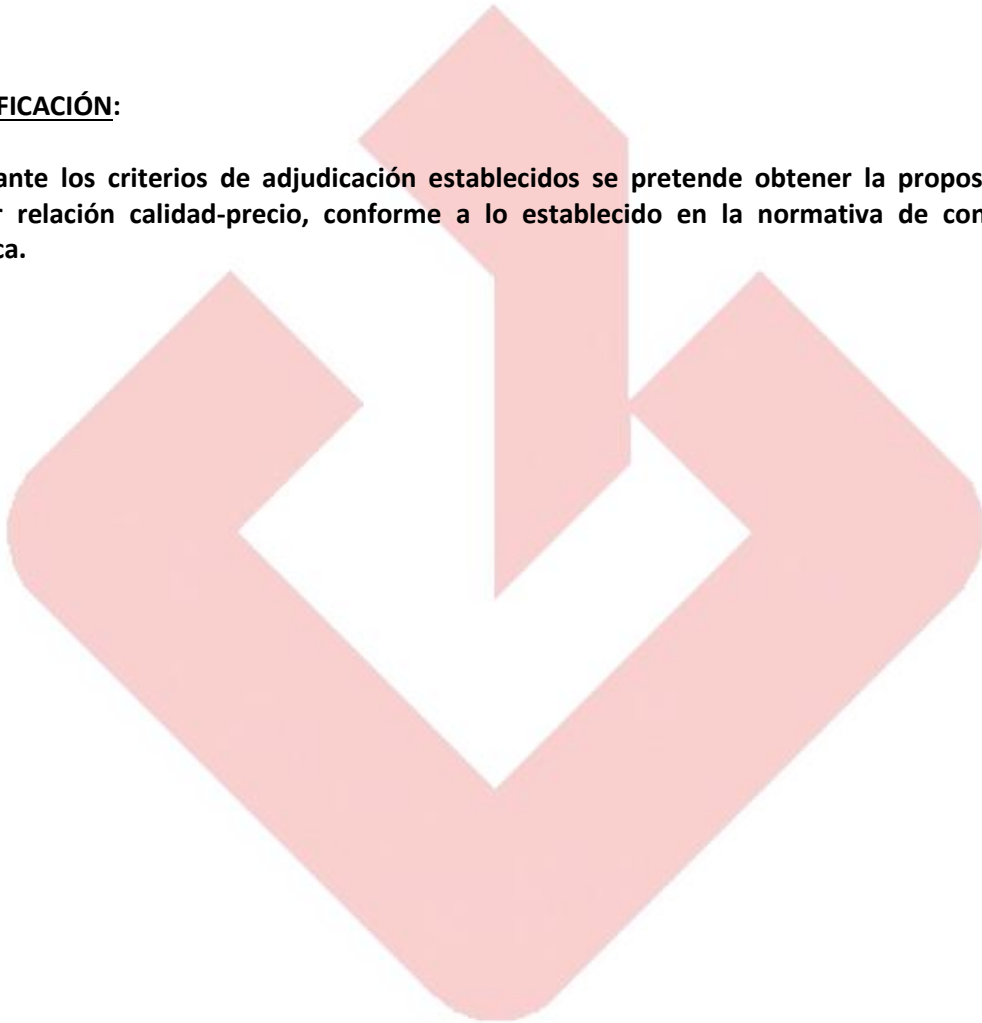 FICACIÓN:
ante los criterios de adjudicación establecidos se pretende obtener la propos
r relación calidad-precio, conforme a lo establecido en la normativa de con
ca.